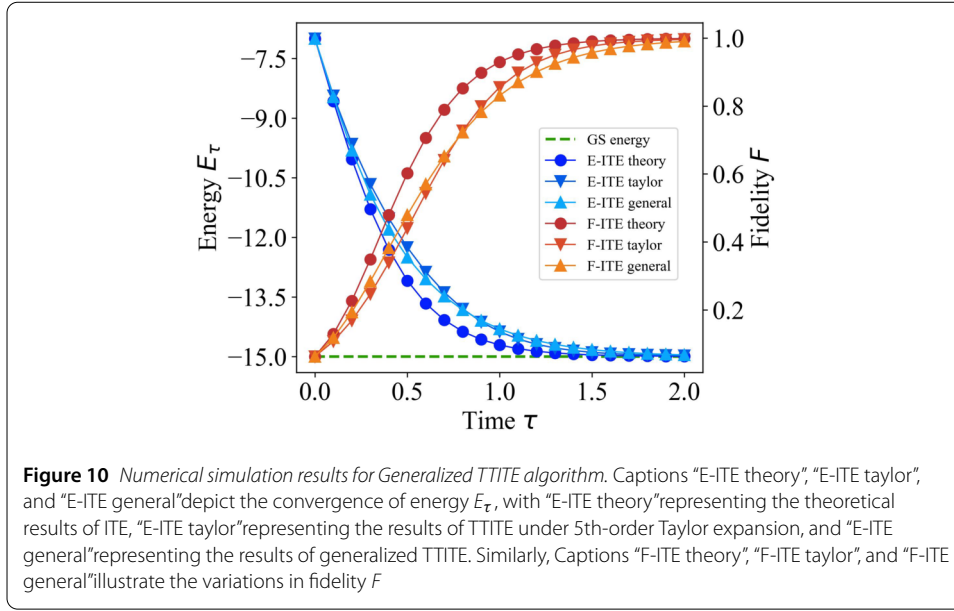 −7.5
−9.0
−10.5
−12.0
−13.5
−15.0
Energy Eτ
1.0
0.8
0.6
0.4
0.2
Fidelity F
GS energy
E-ITE theory
E-ITE taylor
E-ITE general
F-ITE theory
F-ITE taylor
F-ITE general
0.0 0.5 1.0 1.5 2.0
Time τ
Figure 10 Numerical simulation results for Generalized TTITE algorithm. Captions “E-ITE theory”, “E-ITE taylor”,
and “E-ITE general”depict the convergence of energy Eτ, with “E-ITE theory”representing the theoretical
results of ITE, “E-ITE taylor”representing the results of TTITE under 5th-order Taylor expansion, and “E-ITE
general”representing the results of generalized TTITE. Similarly, Captions “F-ITE theory”, “F-ITE taylor”, and “F-ITE
general”illustrate the variations in fidelity F